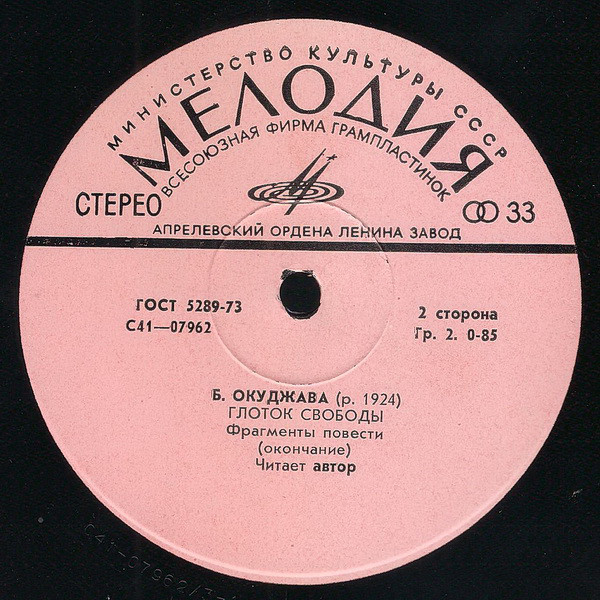 МИНИСТЕРСТВО КУЛЬТУРЫ СССР
МЕЛОДИЯ
ВСЕСОЮЗНАЯ ФИРМА ГРАМПЛАСТИНОК
СТЕРЕО
33
АПРЕЛЕВСКИЙ ОРДЕНА ЛЕНИНА ЗАВОД
ГОСТ 5289-73
С41—07962
2 сторона
Гр. 2. 0-85
Б. ОКУДЖАВА (р. 1924)
ГЛОТОК СВОБОДЫ
Фрагменты повести
(окончание)
Читает автор